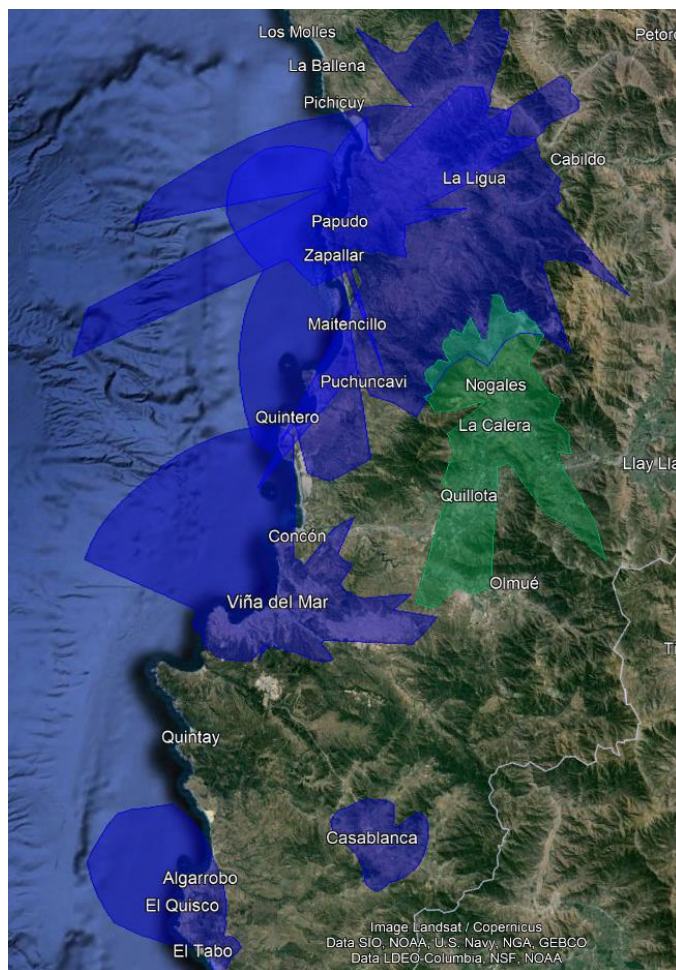 Los Molles
Petorc
La Ballena
Pichicuy
Cabildo
La Ligua
Papudo
Zapallar
Maitencillo
Puchuncavi
Nogales
Quintero
La Calera
Llay Lla
Quillota
Concón
Olmué
Viña del Mar
Ti
Quintay
Casablanca
Algarrobo
El Quisco
El Tabo
Image Landsat / Copernicus
Data SIO, NOAA, U.S. Navy, NGA, GEBCO
Data LDEO-Columbia, NSF, NOAA